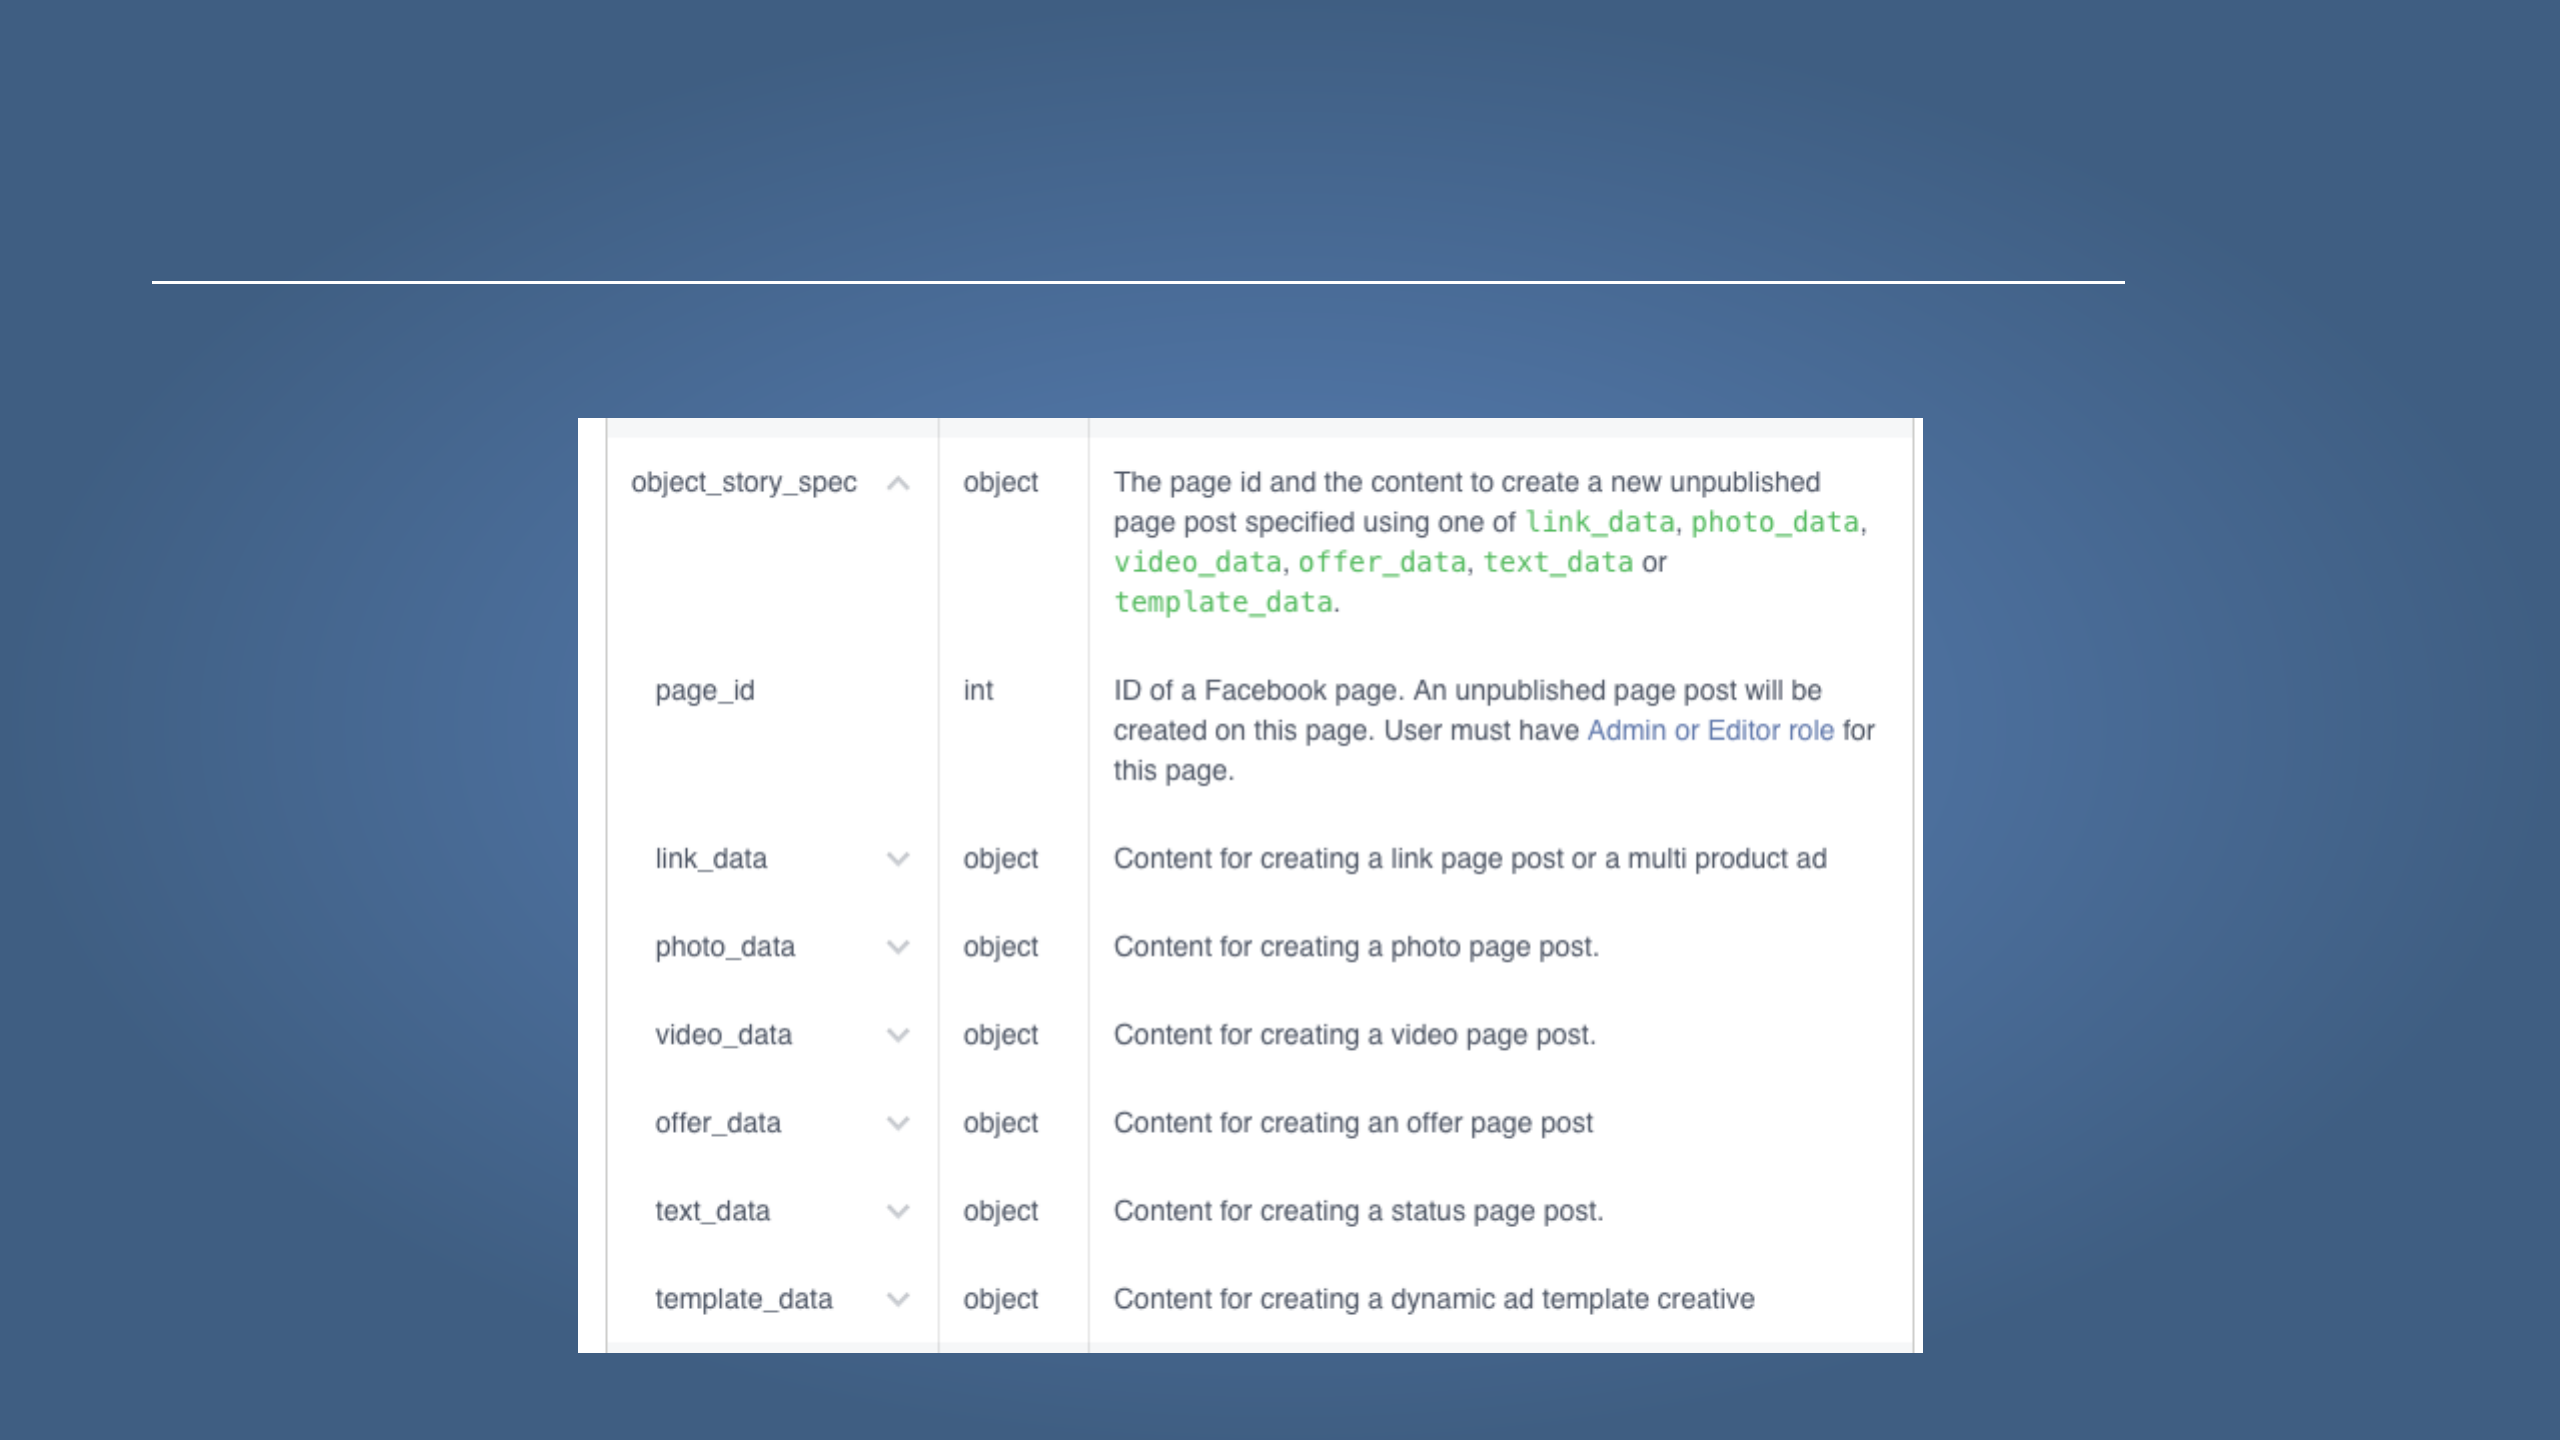 object_story_spec object The page id and the content to create a new unpublished
page post specified using one of link_data, photo_data,
video_data, offer_data, text_data or
template_data.
page_id int ID of a Facebook page. An unpublished page post will be
created on this page. User must have Admin or Editor role for
this page.
link_data object Content for creating a link page post or a multi product ad
photo_data object Content for creating a photo page post.
video_data object Content for creating a video page post.
offer_data object Content for creating an offer page post
text_data object Content for creating a status page post.
template_data object Content for creating a dynamic ad template creative